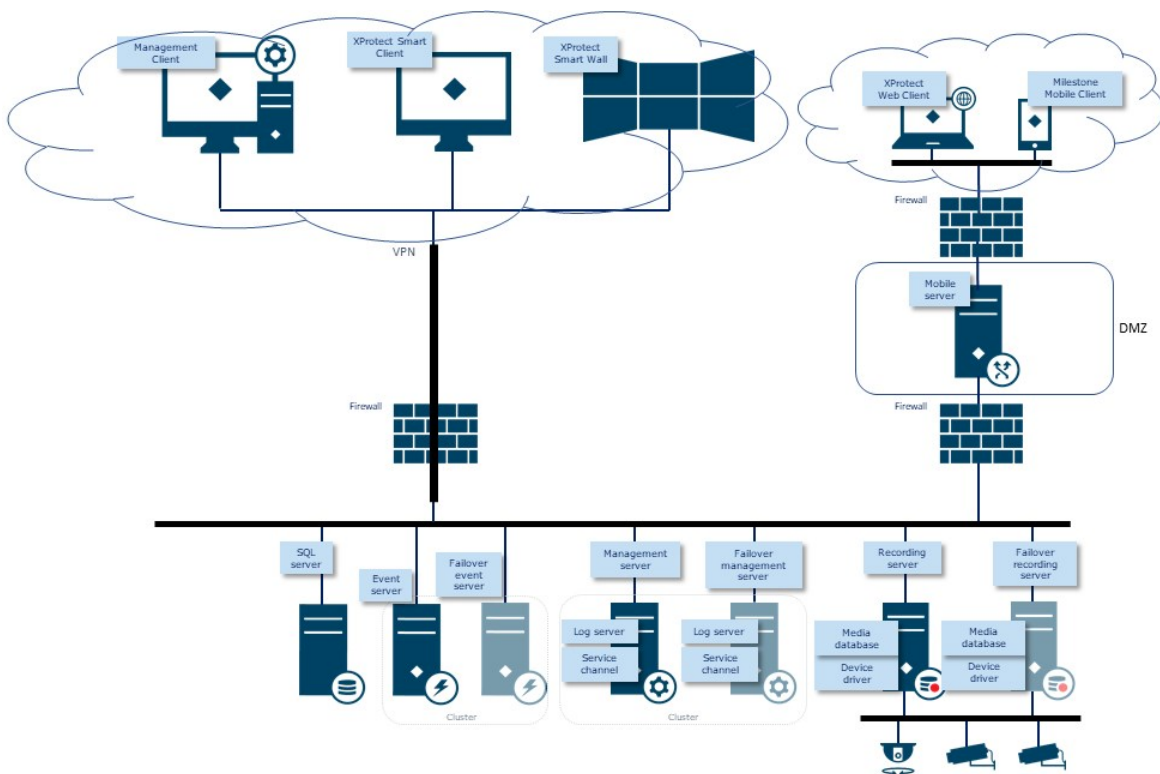 Management
Client
XProtect Smart
Client
XProtect
Smart Wall
XProtect
Web Client
Milestone
Mobile Client
Firewall
VPN
Mobile
server
DMZ
Firewall
Firewall
SQL
server
Event server
Failover
event
server
Management
server
Failover
management
server
Recording
server
Failover
recording
server
Log server
Service
channel
Log server
Service
channel
Media
database
Device
driver
Media
database
Device
driver
Cluster
Cluster